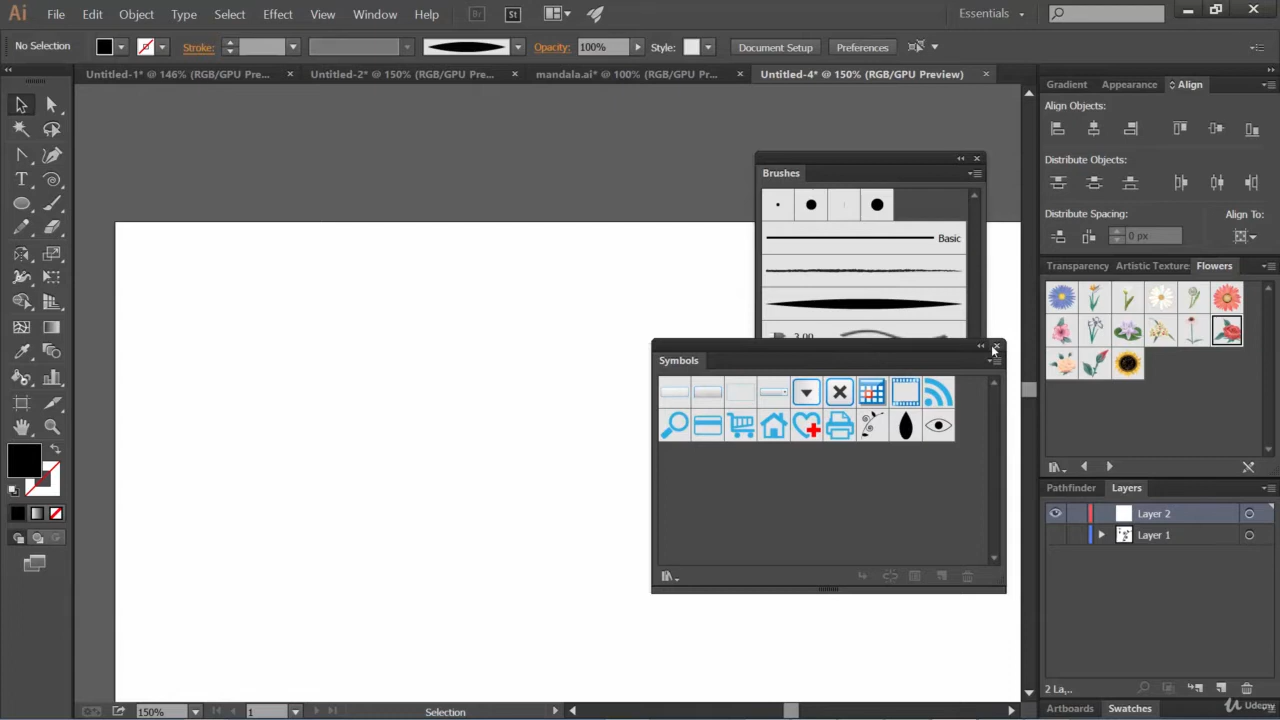 Ai File Edit Object Type Select Effect View Window Help Br St Essentials
No Selection Stroke: Opacity: 100% Style: Document Setup Preferences
Untitled-1* @ 146% (RGB/GPU Pre... Untitled-2* @ 150% (RGB/GPU Pre... mandala.ai* @ 100% (RGB/GPU Pre... Untitled-4* @ 150% (RGB/GPU Preview)
Gradient Appearance Align
Align Objects:
Distribute Objects:
Distribute Spacing: Align To:
0 px
Brushes
Basic
3.00
Transparency Artistic Texture Flowers
Symbols
Pathfinder Layers
Layer 2
Layer 1
2 La...
150% 1 Selection
Artboards Swatches
Udemy